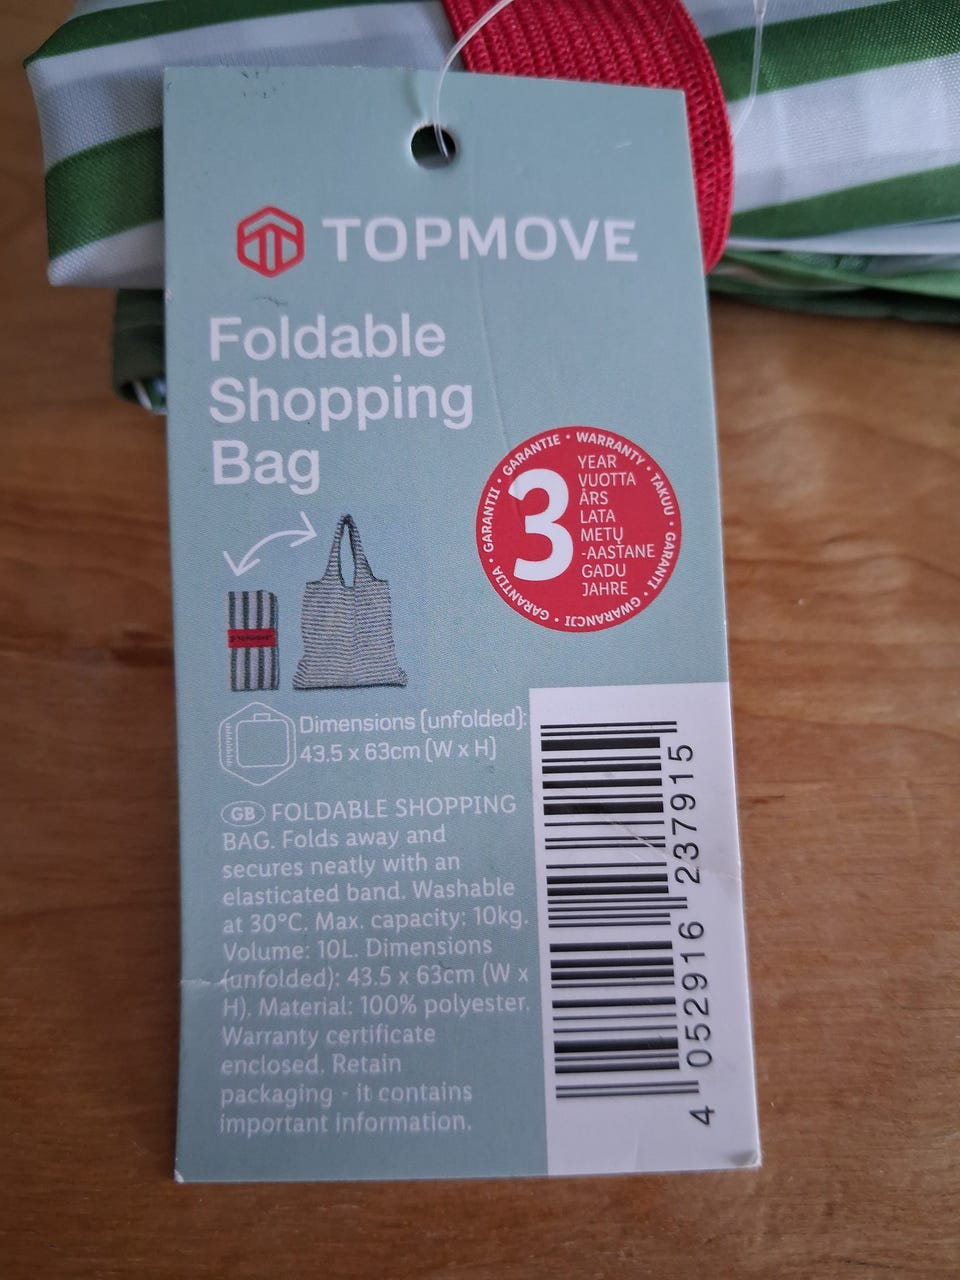 TOPMOVE
Foldable
Shopping
Bag
GARANTIE • WARRANTY • TAKUU • GARANTI • GWARANCJI • GARANTIJA • GARANTII •
3
YEAR
VUOTTA
ÅRS
LATA
METŲ
-AASTANE
GADU
JAHRE
Dimensions (unfolded):
43.5 x 63cm (W x H)
GB FOLDABLE SHOPPING
BAG. Folds away and
secures neatly with an
elasticated band. Washable
at 30°C. Max. capacity: 10kg.
Volume: 10L. Dimensions
(unfolded): 43.5 x 63cm (W x
H). Material: 100% polyester.
Warranty certificate
enclosed. Retain
packaging - it contains
important information.
4 052916 237915